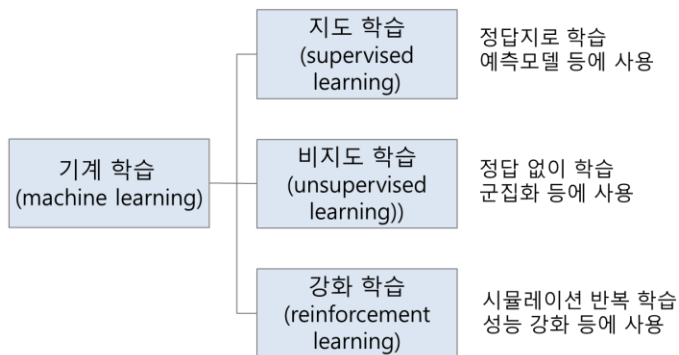 지도 학습
(supervised
learning)
정답지로 학습
예측모델 등에 사용
기계 학습
(machine learning)
비지도 학습
(unsupervised
learning))
정답 없이 학습
군집화 등에 사용
강화 학습
(reinforcement
learning)
시뮬레이션 반복 학습
성능 강화 등에 사용